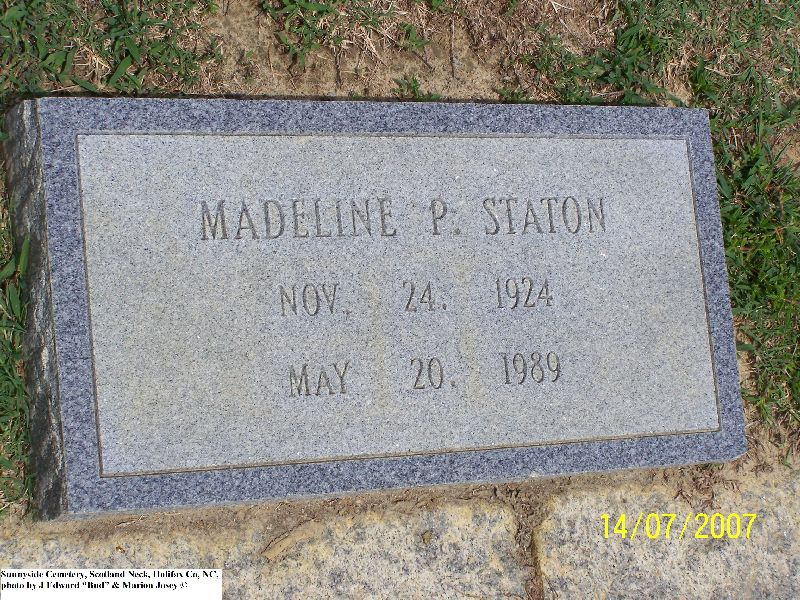 MADELINE P. STATON
NOV. 24. 1924
MAY 20. 1989
14/07/2007
Sunnyside Cemetery, Scotland Neck, Halifax Co, NC,
photo by J Edward "Bud" & Marion Josey ©